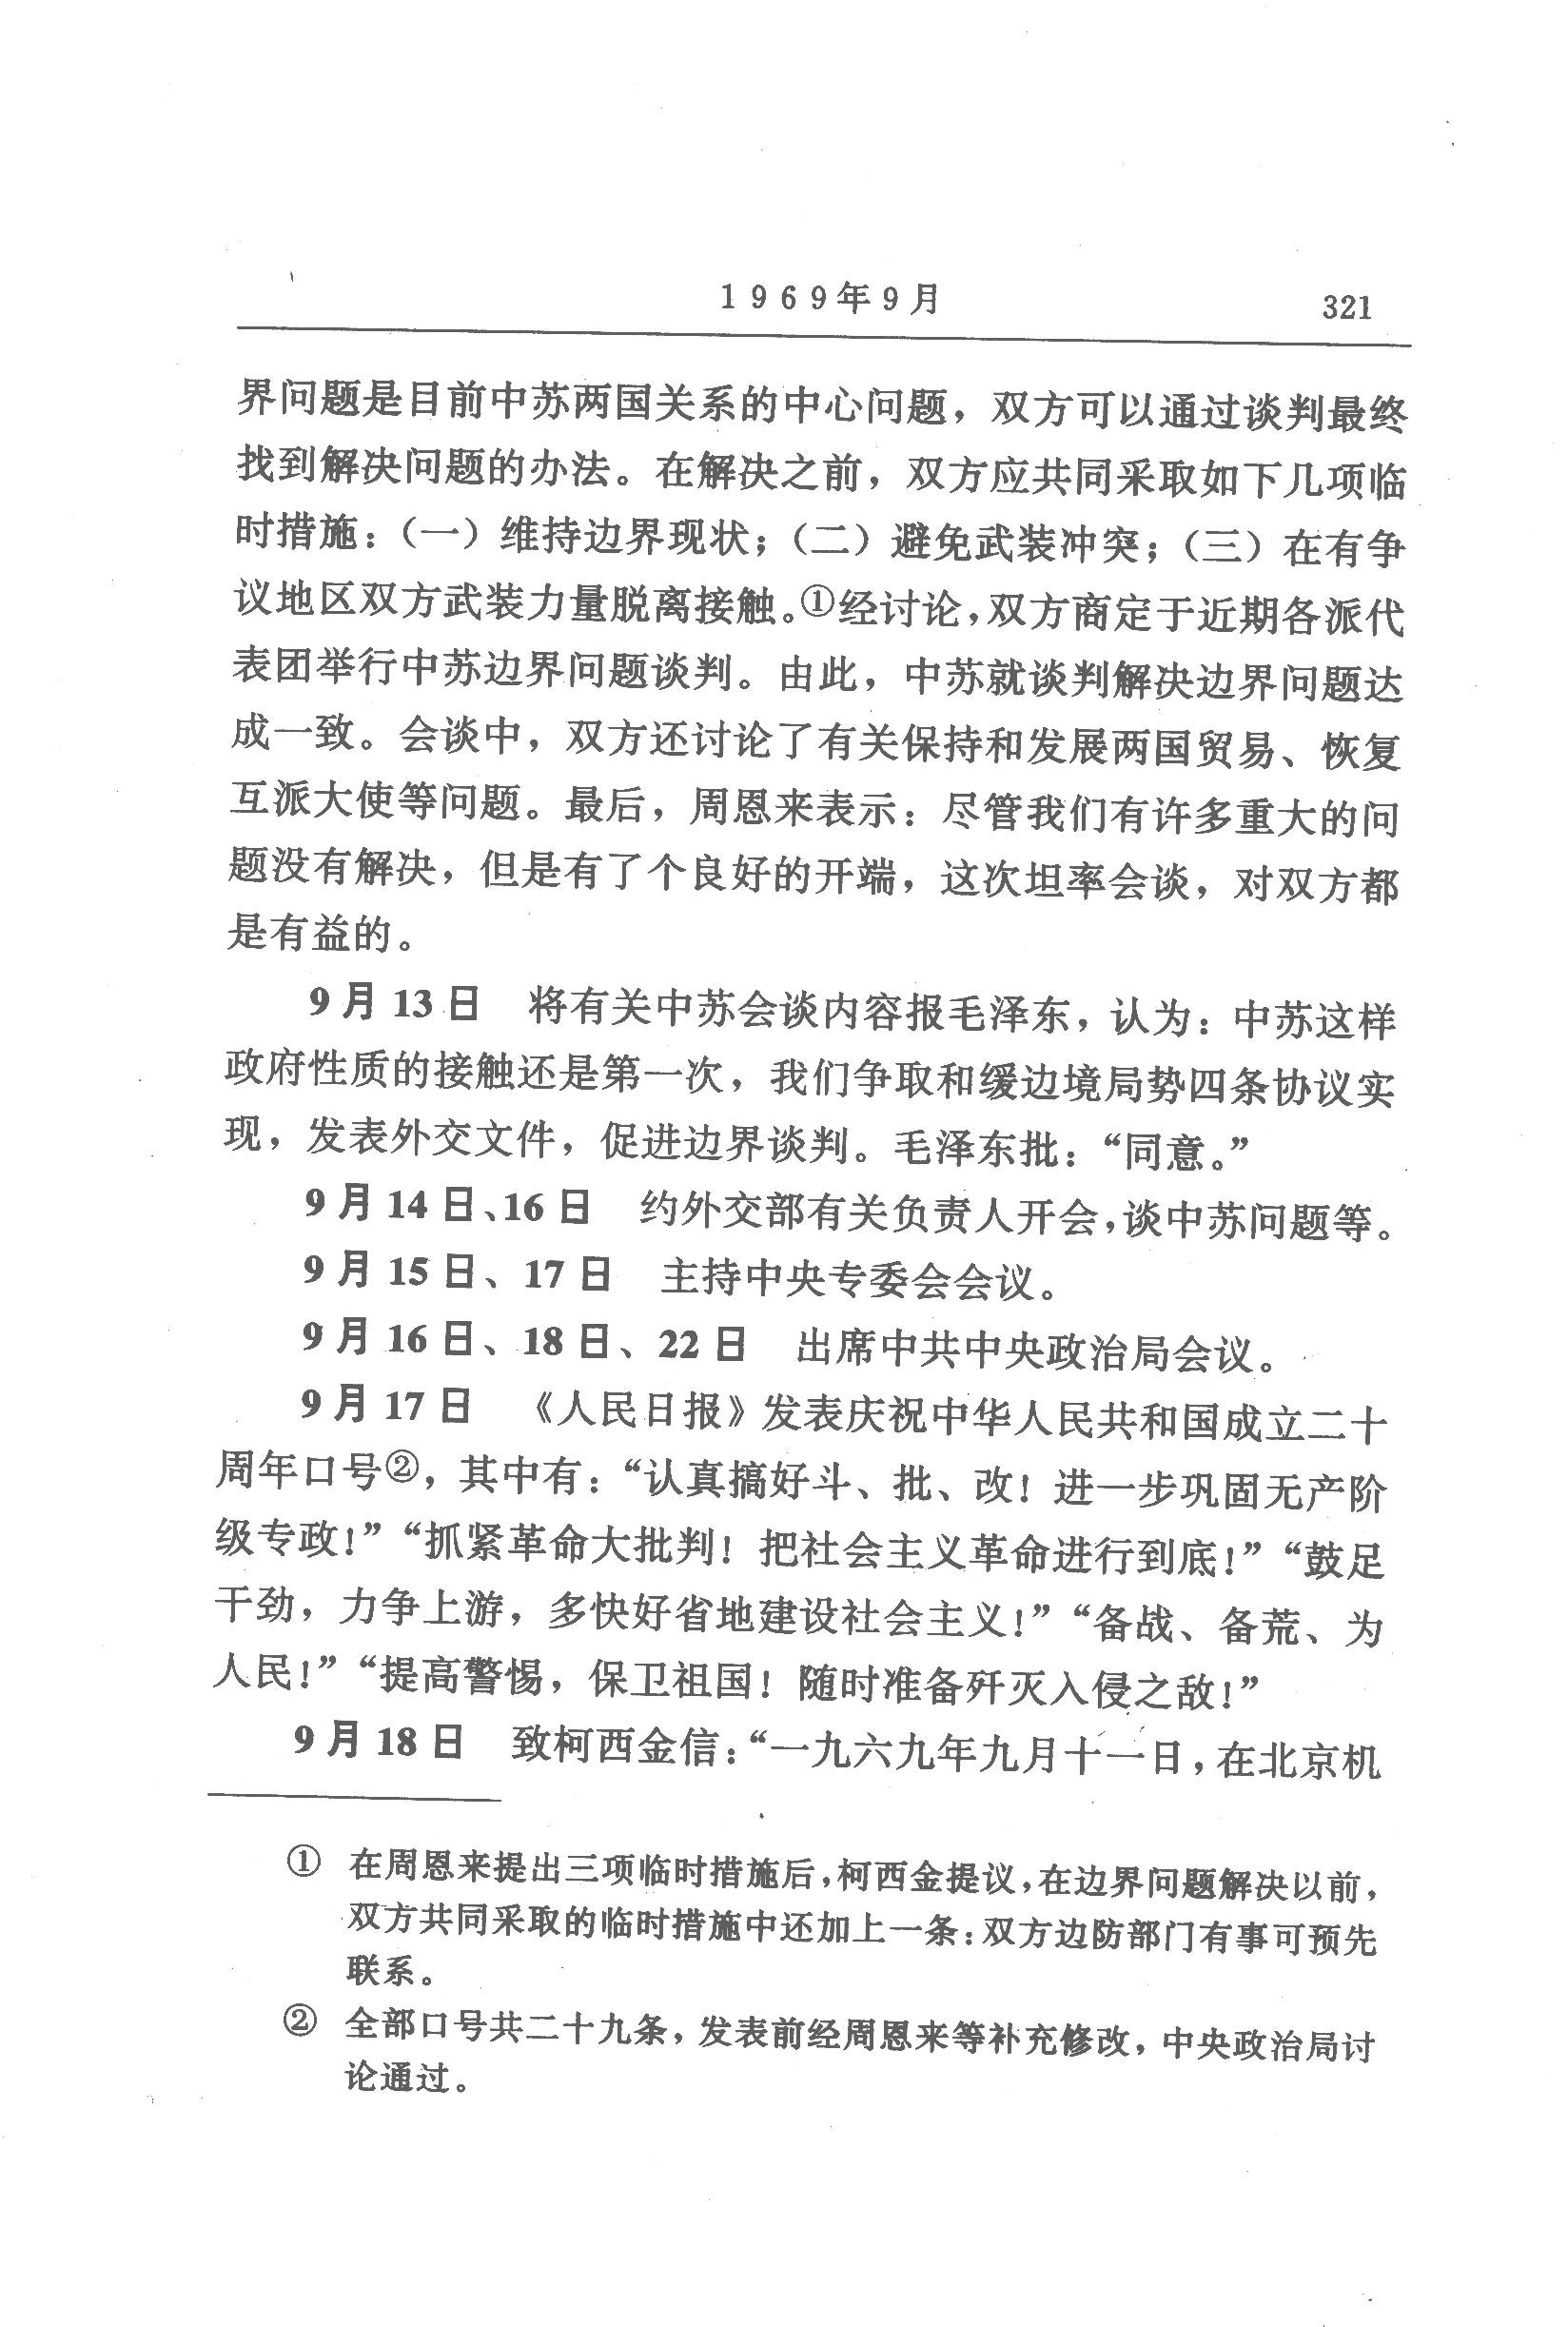 1969年9月 321
界问题是目前中苏两国关系的中心问题，双方可以通过谈判最终
找到解决问题的办法。在解决之前，双方应共同采取如下几项临
时措施：（一）维持边界现状；（二）避免武装冲突；（三）在有争
议地区双方武装力量脱离接触。①经讨论，双方商定于近期各派代
表团举行中苏边界问题谈判。由此，中苏就谈判解决边界问题达
成一致。会谈中，双方还讨论了有关保持和发展两国贸易、恢复
互派大使等问题。最后，周恩来表示：尽管我们有许多重大的问
题没有解决，但是有了个良好的开端，这次坦率会谈，对双方都
是有益的。
9月13日 将有关中苏会谈内容报毛泽东，认为：中苏这样
政府性质的接触还是第一次，我们争取和缓边境局势四条协议实
现，发表外交文件，促进边界谈判。毛泽东批：“同意。”
9月14日、16日 约外交部有关负责人开会，谈中苏问题等。
9月15日、17日 主持中央专委会会议。
9月16日、18日、22日 出席中共中央政治局会议。
9月17日 《人民日报》发表庆祝中华人民共和国成立二十
周年口号②，其中有：“认真搞好斗、批、改！进一步巩固无产阶
级专政！”“抓紧革命大批判！把社会主义革命进行到底！”“鼓足
干劲，力争上游，多快好省地建设社会主义！”“备战、备荒、为
人民！”“提高警惕，保卫祖国！随时准备歼灭入侵之敌！”
9月18日 致柯西金信：“一九六九年九月十一日，在北京机
① 在周恩来提出三项临时措施后，柯西金提议，在边界问题解决以前，
双方共同采取的临时措施中还加上一条：双方边防部门有事可预先
联系。
② 全部口号共二十九条，发表前经周恩来等补充修改，中央政治局讨
论通过。